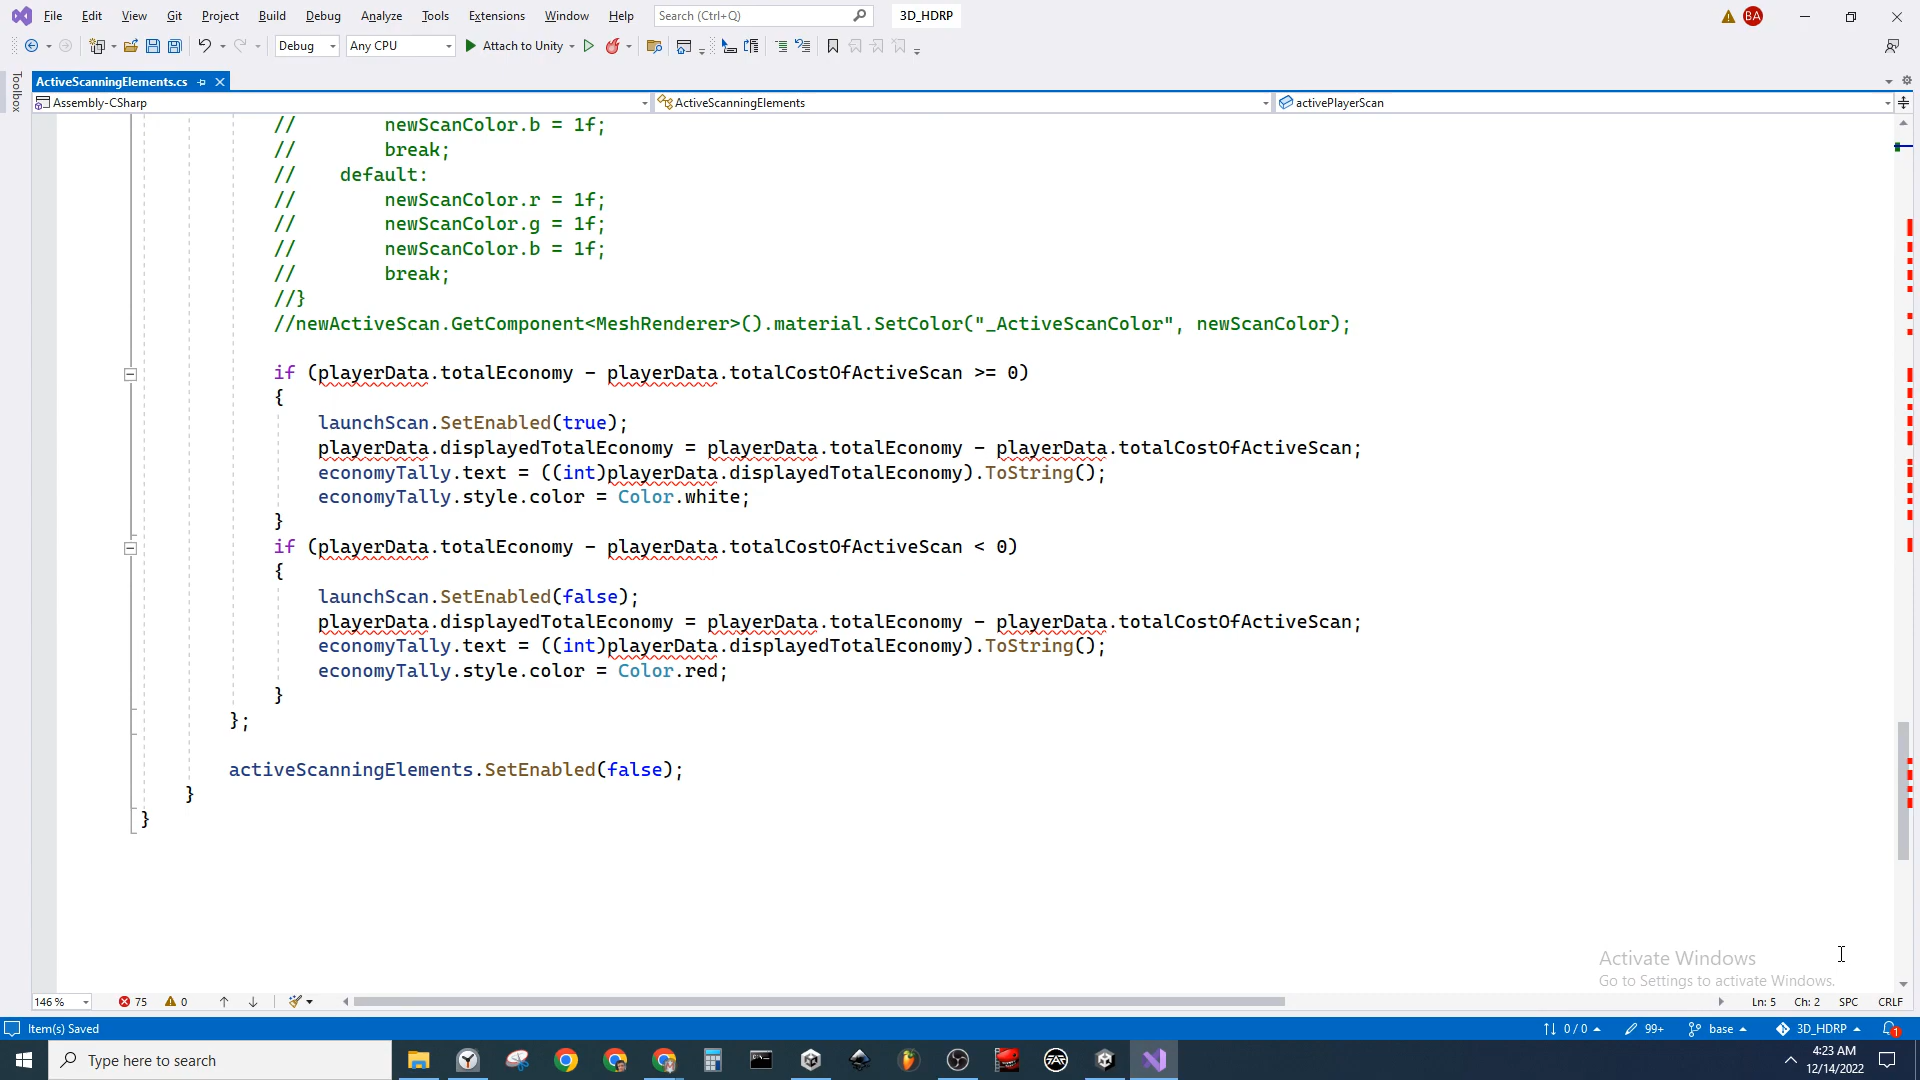 File Edit View Git Project Build Debug Analyze Tools Extensions Window Help Search (Ctrl+Q) 3D_HDRP BA
Debug Any CPU Attach to Unity
Toolbox
ActiveScanningElements.cs
Assembly-CSharp ActiveScanningElements activePlayerScan
// newScanColor.b = 1f;
// break;
// default:
// newScanColor.r = 1f;
// newScanColor.g = 1f;
// newScanColor.b = 1f;
// break;
//}
//newActiveScan.GetComponent<MeshRenderer>().material.SetColor("_ActiveScanColor", newScanColor);
if (playerData.totalEconomy - playerData.totalCostOfActiveScan >= 0)
{
launchScan.SetEnabled(true);
playerData.displayedTotalEconomy = playerData.totalEconomy - playerData.totalCostOfActiveScan;
economyTally.text = ((int)playerData.displayedTotalEconomy).ToString();
economyTally.style.color = Color.white;
}
if (playerData.totalEconomy - playerData.totalCostOfActiveScan < 0)
{
launchScan.SetEnabled(false);
playerData.displayedTotalEconomy = playerData.totalEconomy - playerData.totalCostOfActiveScan;
economyTally.text = ((int)playerData.displayedTotalEconomy).ToString();
economyTally.style.color = Color.red;
}
};
activeScanningElements.SetEnabled(false);
}
}
Activate Windows
Go to Settings to activate Windows.
146 % 75 0 Ln: 5 Ch: 2 SPC CRLF
Item(s) Saved 0 / 0 99+ base 3D_HDRP 1
Type here to search 4:23 AM
12/14/2022